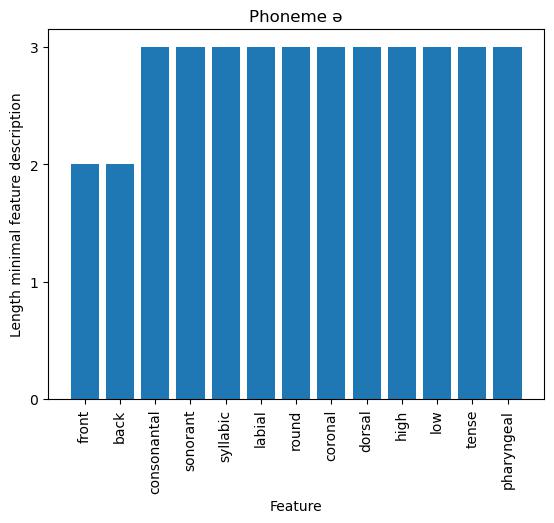 Phoneme ə
Length minimal feature description
3
2
1
0
front
back
consonantal
sonorant
syllabic
labial
round
coronal
dorsal
high
low
tense
pharyngeal
Feature